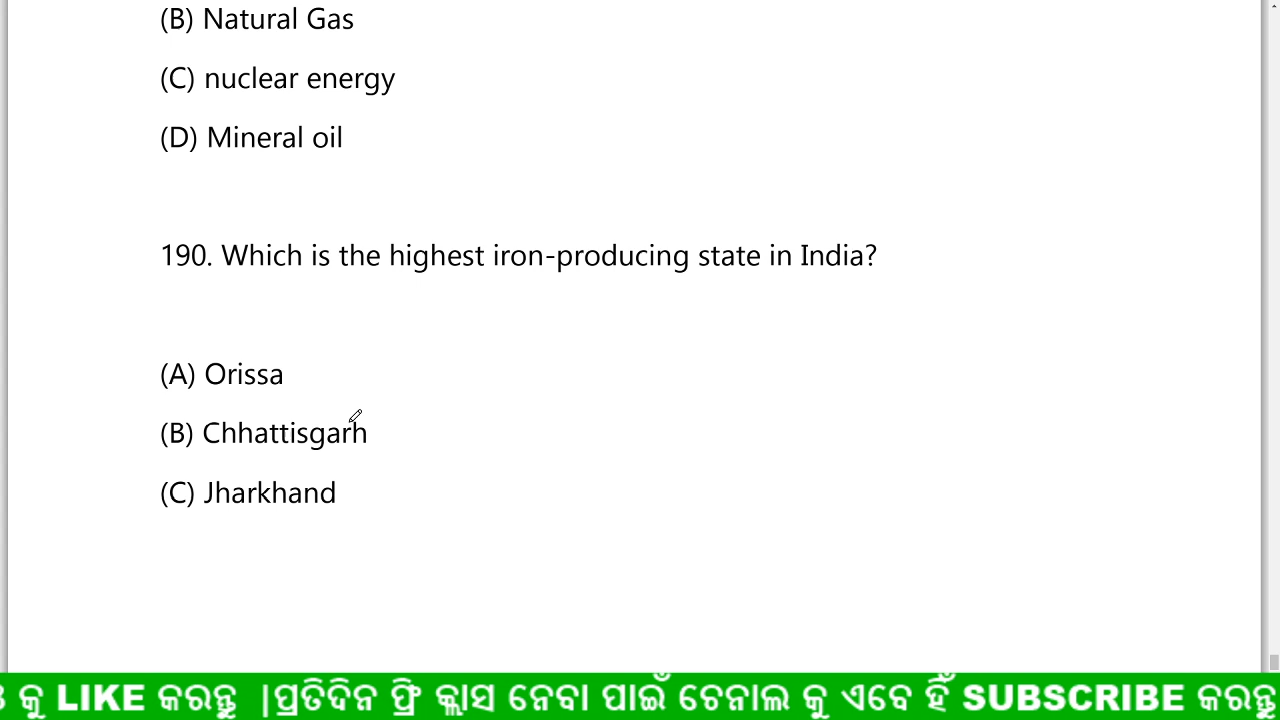 (B) Natural Gas
(C) nuclear energy
(D) Mineral oil
190. Which is the highest iron-producing state in India?
(A) Orissa
(B) Chhattisgarh
(C) Jharkhand
କୁ LIKE କରନ୍ତୁ |ପ୍ରତିଦିନ ଫ୍ରି କ୍ଲାସ ନେବା ପାଇଁ ଚେନାଲ କୁ ଏବେ ହିଁ SUBSCRIBE କରନ୍ତୁ